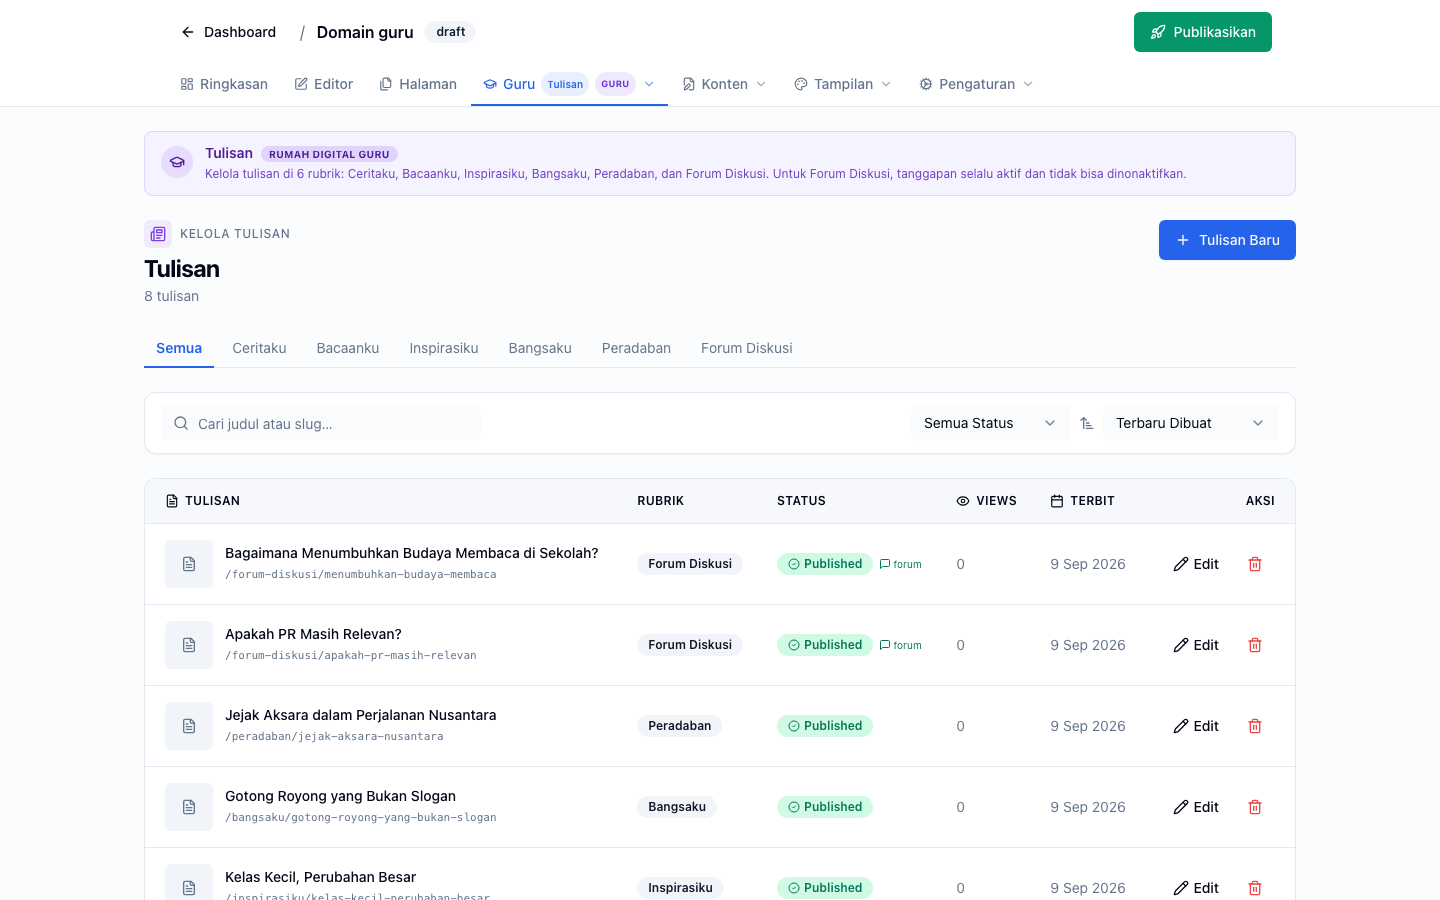 Dashboard / Domain guru draft
Publikasikan
Ringkasan Editor Halaman Guru Tulisan GURU Konten Tampilan Pengaturan
Tulisan RUMAH DIGITAL GURU
Kelola tulisan di 6 rubrik: Ceritaku, Bacaanku, Inspirasiku, Bangsaku, Peradaban, dan Forum Diskusi. Untuk Forum Diskusi, tanggapan selalu aktif dan tidak bisa dinonaktifkan.
KELOLA TULISAN
Tulisan
8 tulisan
Tulisan Baru
Semua Ceritaku Bacaanku Inspirasiku Bangsaku Peradaban Forum Diskusi
Cari judul atau slug...
Semua Status Terbaru Dibuat
TULISAN RUBRIK STATUS VIEWS TERBIT AKSI
Bagaimana Menumbuhkan Budaya Membaca di Sekolah?
/forum-diskusi/menumbuhkan-budaya-membaca
Forum Diskusi Published forum 0 9 Sep 2026 Edit
Apakah PR Masih Relevan?
/forum-diskusi/apakah-pr-masih-relevan
Forum Diskusi Published forum 0 9 Sep 2026 Edit
Jejak Aksara dalam Perjalanan Nusantara
/peradaban/jejak-aksara-nusantara
Peradaban Published 0 9 Sep 2026 Edit
Gotong Royong yang Bukan Slogan
/bangsaku/gotong-royong-yang-bukan-slogan
Bangsaku Published 0 9 Sep 2026 Edit
Kelas Kecil, Perubahan Besar
/inspirasiku/kelas-kecil-perubahan-besar
Inspirasiku Published 0 9 Sep 2026 Edit